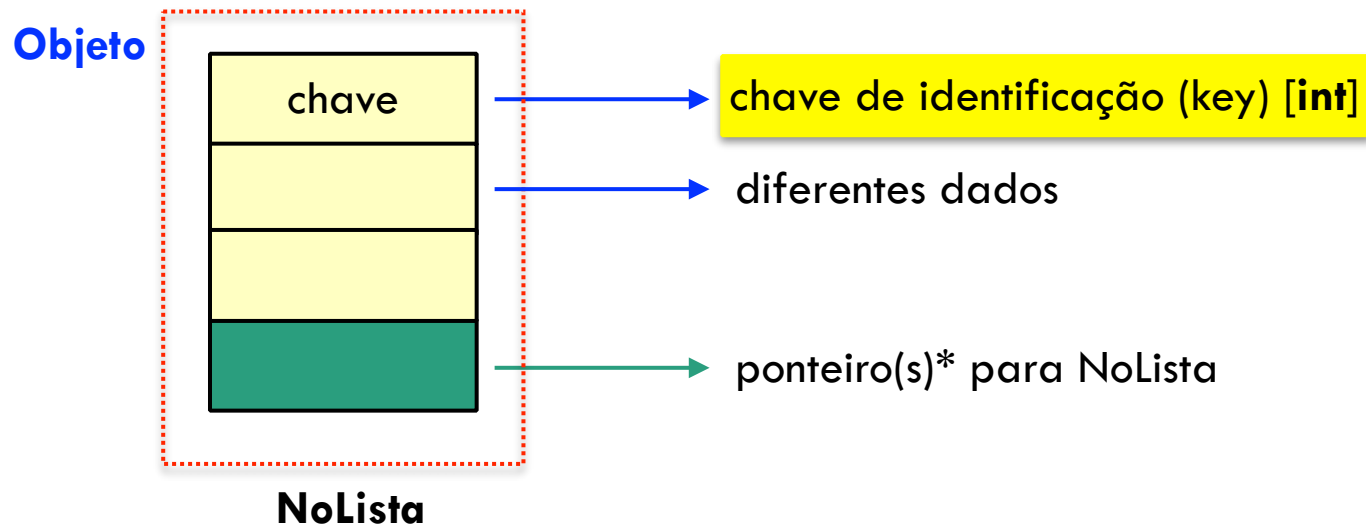 Objeto
chave
chave de identificação (key) [int]
diferentes dados
ponteiro(s)* para NoLista
NoLista